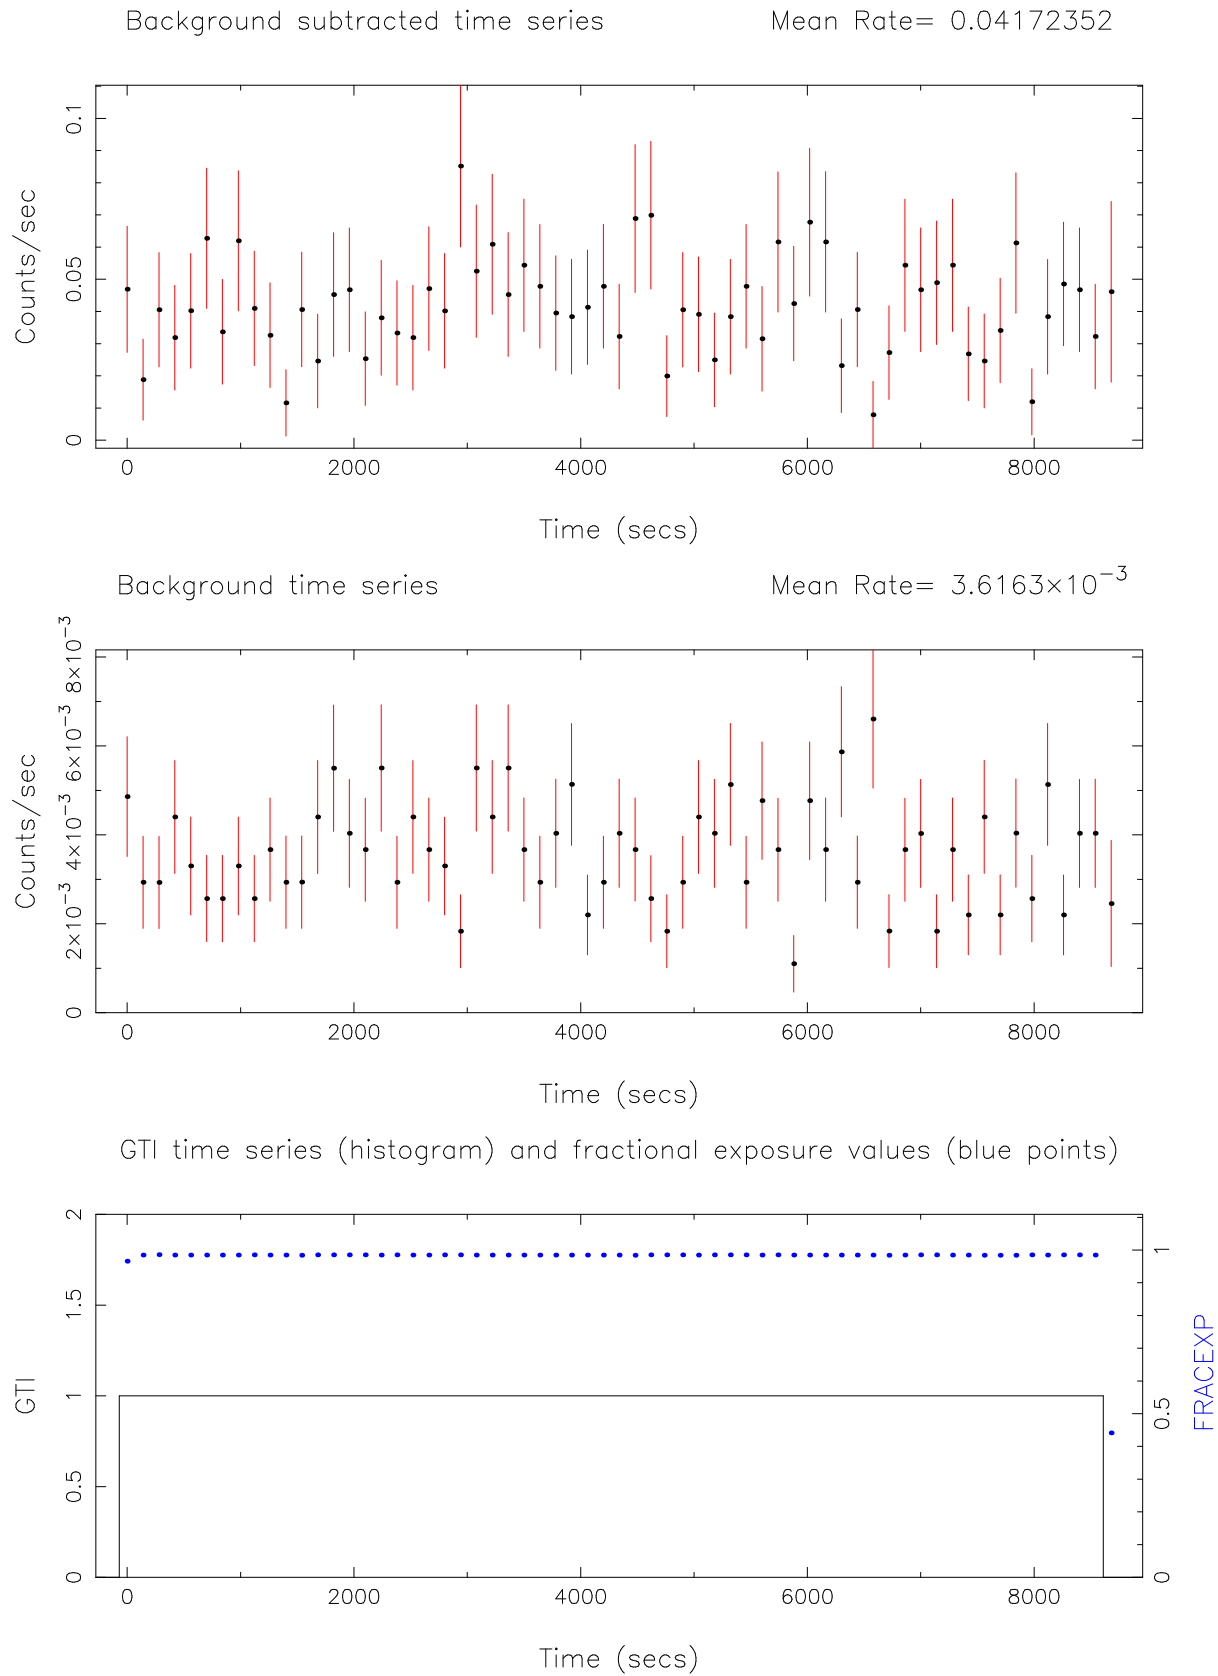 Background subtracted time series Mean Rate= 0.04172352
0.1
0.05
0
Counts/sec
0 2000 4000 6000 8000
Time (secs)
Background time series Mean Rate= 3.6163×10⁻³
8×10⁻³
6×10⁻³
4×10⁻³
2×10⁻³
0
Counts/sec
0 2000 4000 6000 8000
Time (secs)
GTI time series (histogram) and fractional exposure values (blue points)
2
1.5
1
0.5
0
GTI
1
0.5
0
FRACEXP
0 2000 4000 6000 8000
Time (secs)